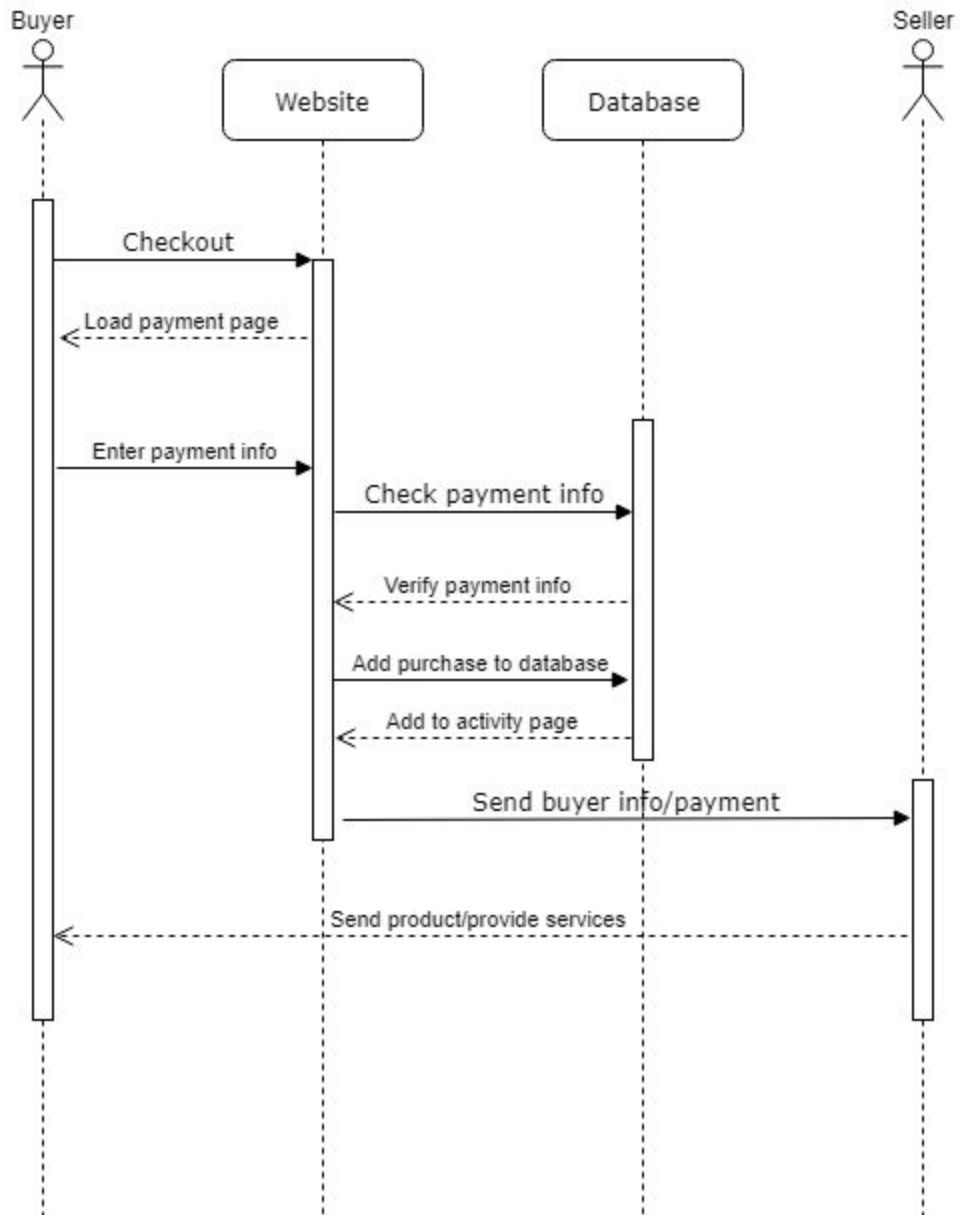 Buyer
Seller
Website
Database
Checkout
Load payment page
Enter payment info
Check payment info
Verify payment info
Add purchase to database
Add to activity page
Send buyer info/payment
Send product/provide services